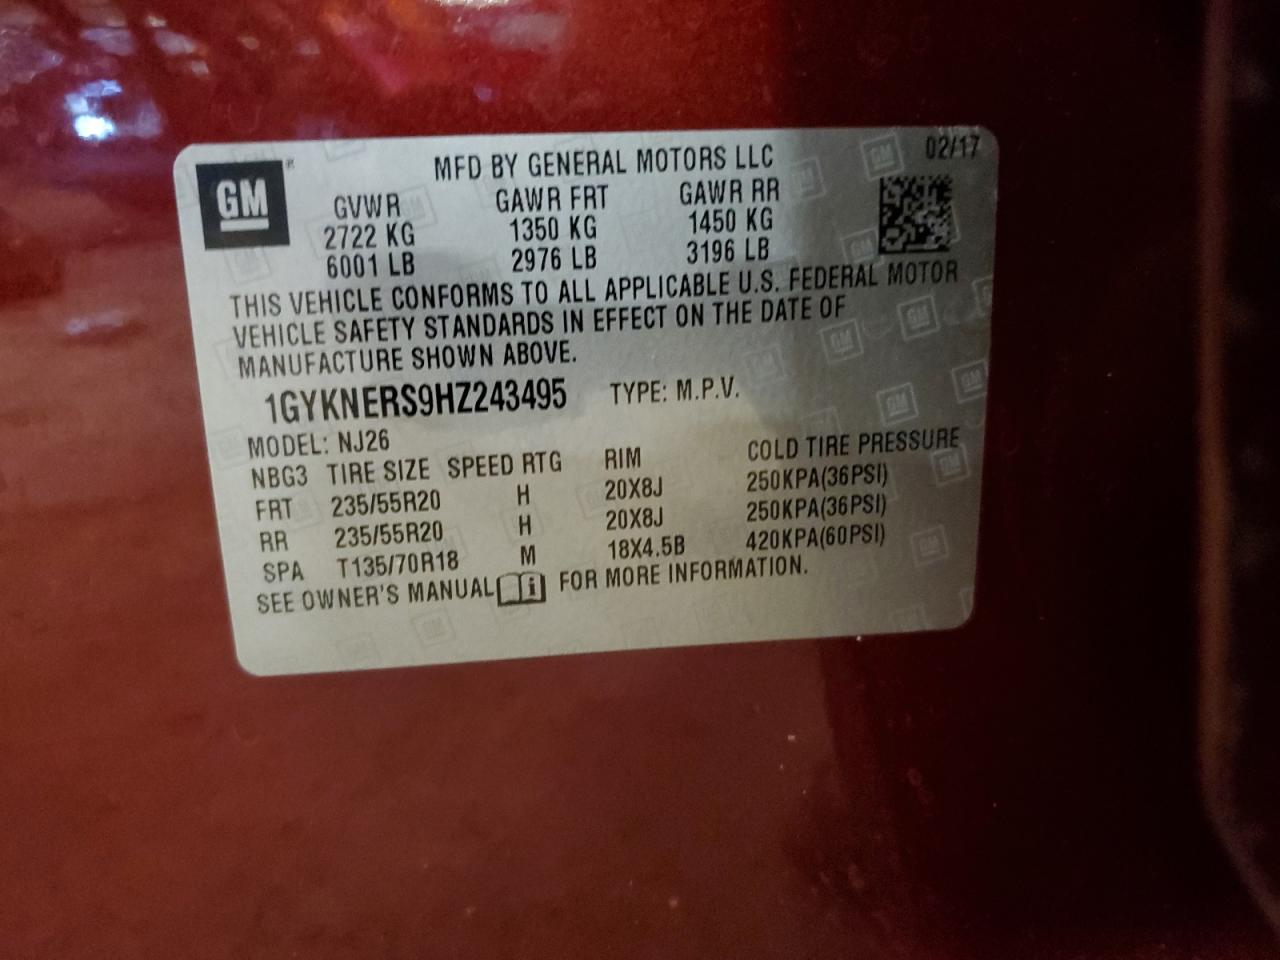 GM
MFD BY GENERAL MOTORS LLC 02/17
GVWR GAWR FRT GAWR RR
2722 KG 1350 KG 1450 KG
6001 LB 2976 LB 3196 LB
THIS VEHICLE CONFORMS TO ALL APPLICABLE U.S. FEDERAL MOTOR
VEHICLE SAFETY STANDARDS IN EFFECT ON THE DATE OF
MANUFACTURE SHOWN ABOVE.
1GYKNERS9HZ243495 TYPE: M.P.V.
MODEL: NJ26
NBG3 TIRE SIZE SPEED RTG RIM COLD TIRE PRESSURE
FRT 235/55R20 H 20X8J 250KPA(36PSI)
RR 235/55R20 H 20X8J 250KPA(36PSI)
SPA T135/70R18 M 18X4.5B 420KPA(60PSI)
SEE OWNER'S MANUAL FOR MORE INFORMATION.